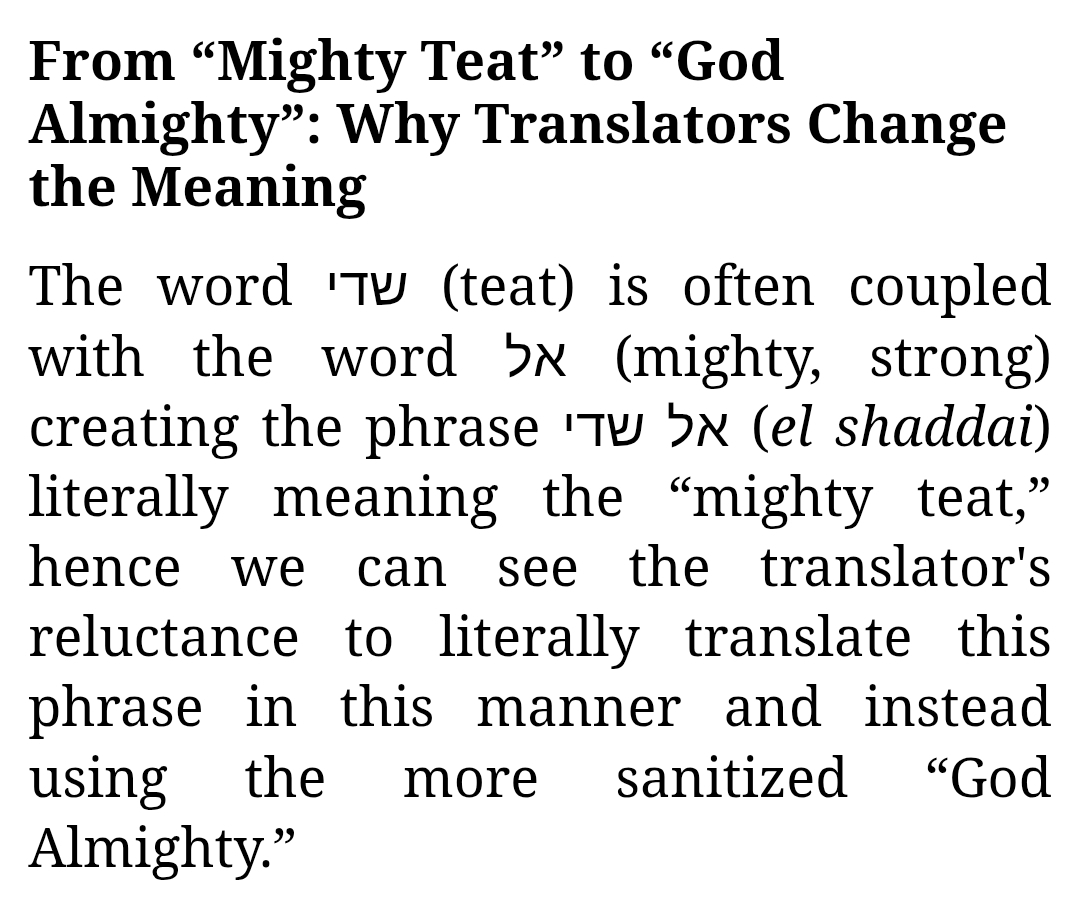 From “Mighty Teat” to “God
Almighty”: Why Translators Change
the Meaning
The word שדי (teat) is often coupled
with the word אל (mighty, strong)
creating the phrase אל שדי (el shaddai)
literally meaning the “mighty teat,”
hence we can see the translator's
reluctance to literally translate this
phrase in this manner and instead
using the more sanitized “God
Almighty.”